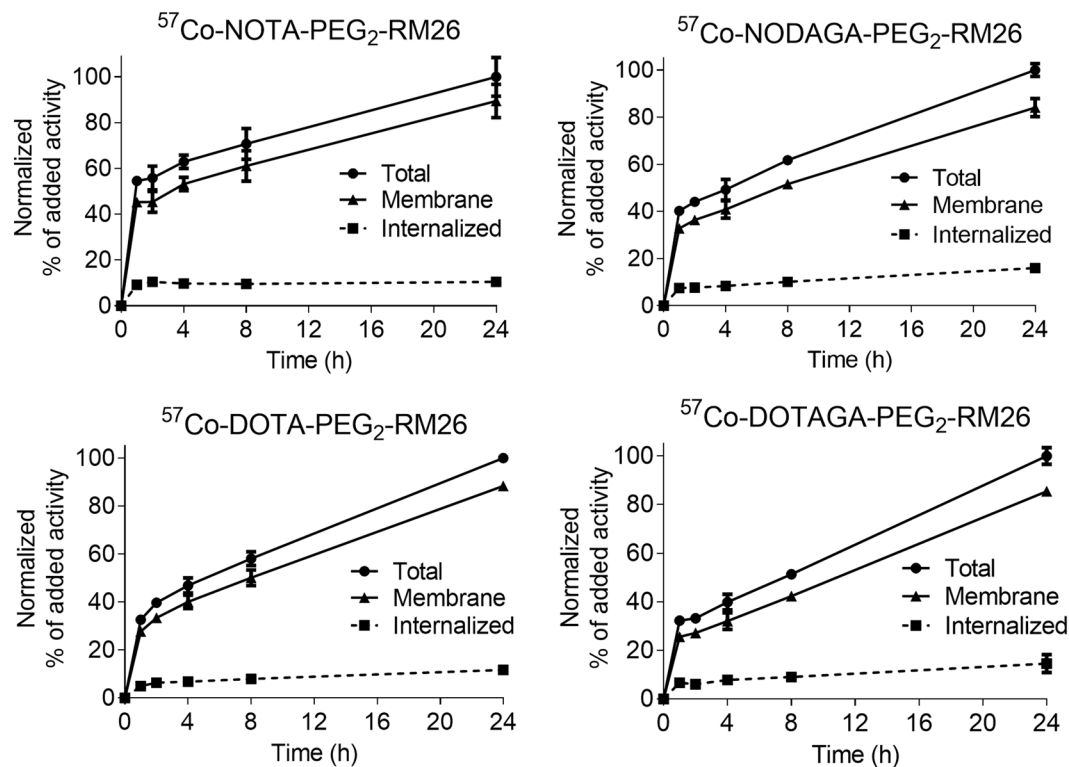 ⁵⁷Co-NOTA-PEG₂-RM26
Normalized
% of added activity
100
80
60
40
20
0
Total
Membrane
Internalized
0 4 8 12 16 20 24
Time (h)
⁵⁷Co-NODAGA-PEG₂-RM26
Normalized
% of added activity
100
80
60
40
20
0
Total
Membrane
Internalized
0 4 8 12 16 20 24
Time (h)
⁵⁷Co-DOTA-PEG₂-RM26
Normalized
% of added activity
100
80
60
40
20
0
Total
Membrane
Internalized
0 4 8 12 16 20 24
Time (h)
⁵⁷Co-DOTAGA-PEG₂-RM26
Normalized
% of added activity
100
80
60
40
20
0
Total
Membrane
Internalized
0 4 8 12 16 20 24
Time (h)